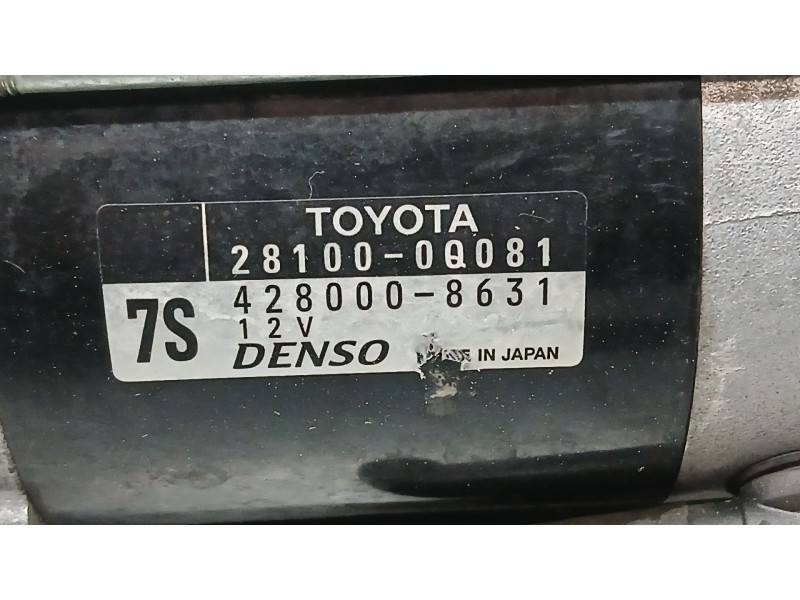 TOYOTA
28100-0Q081
7S
428000-8631
12V
DENSO
IN JAPAN